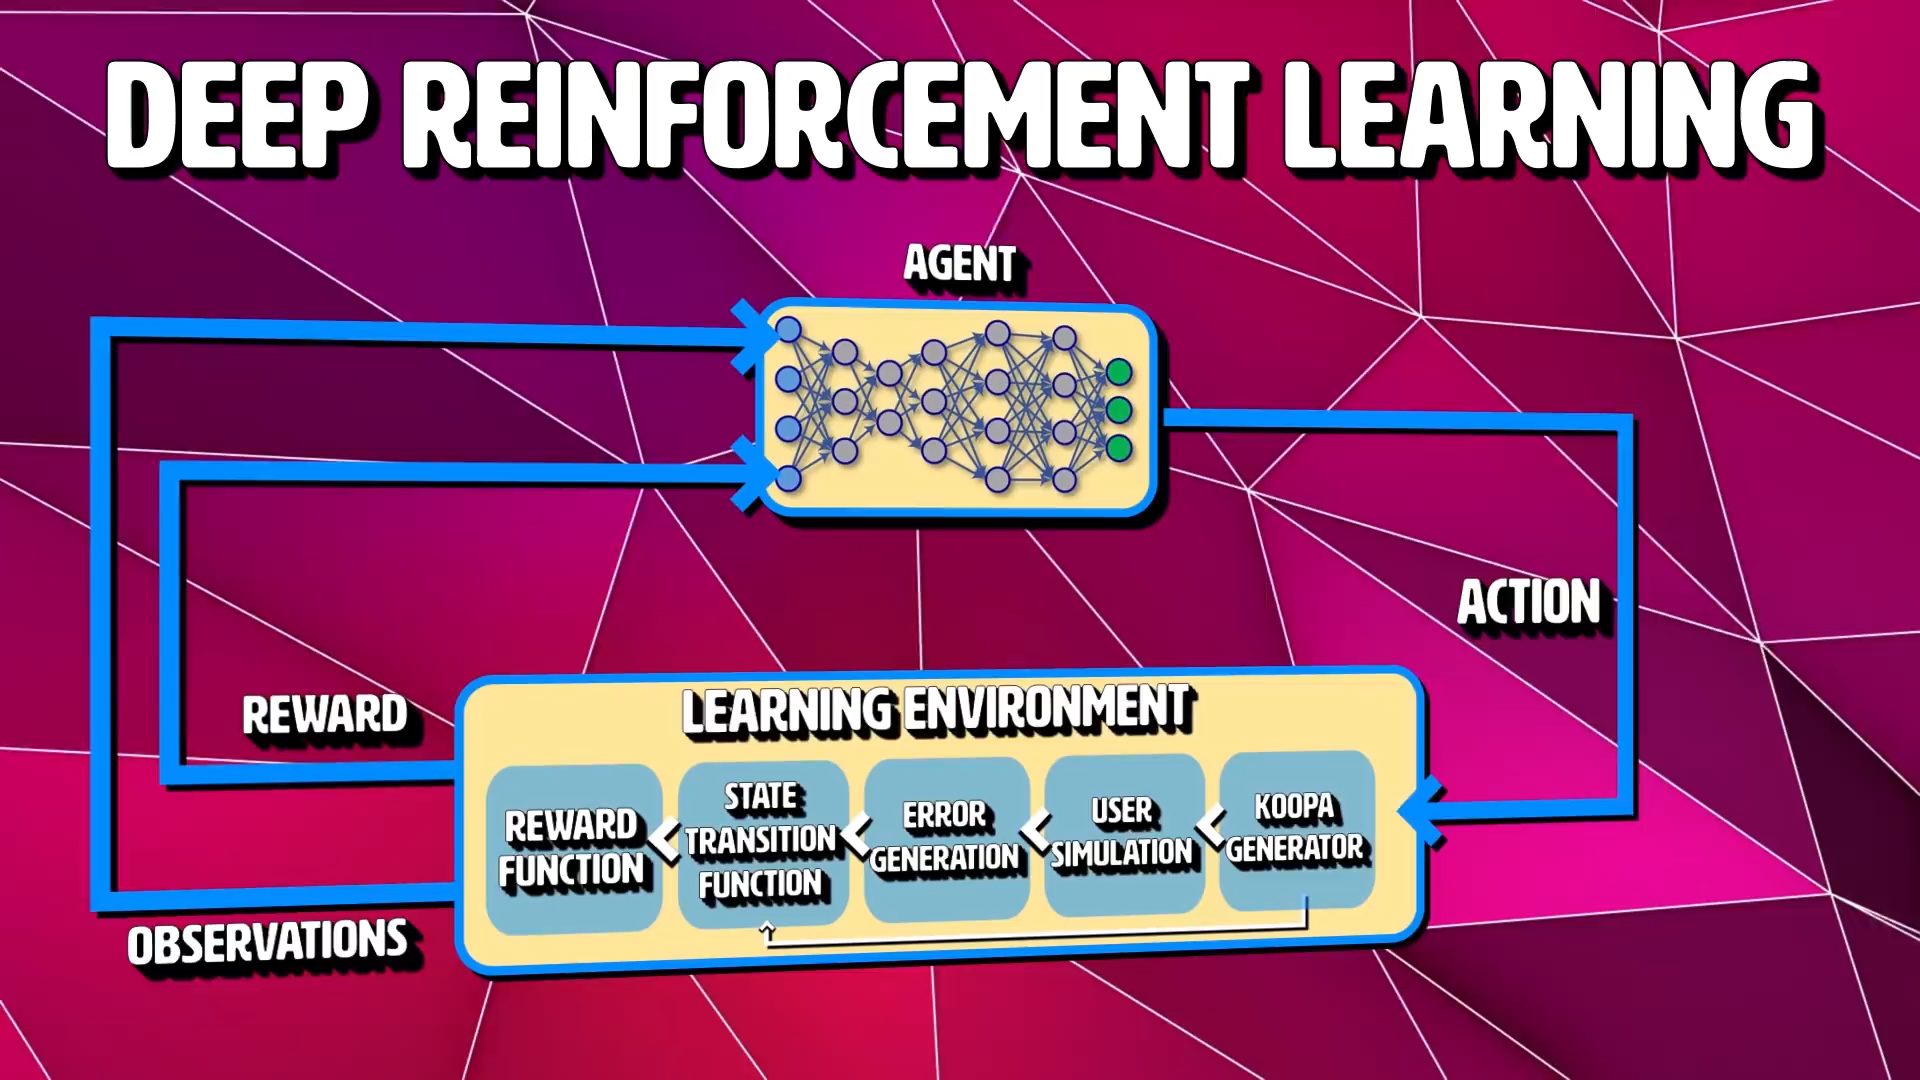 DEEP REINFORCEMENT LEARNING
AGENT
ACTION
REWARD
LEARNING ENVIRONMENT
REWARD
FUNCTION
STATE
TRANSITION
FUNCTION
ERROR
GENERATION
USER
SIMULATION
KOOPA
GENERATOR
OBSERVATIONS